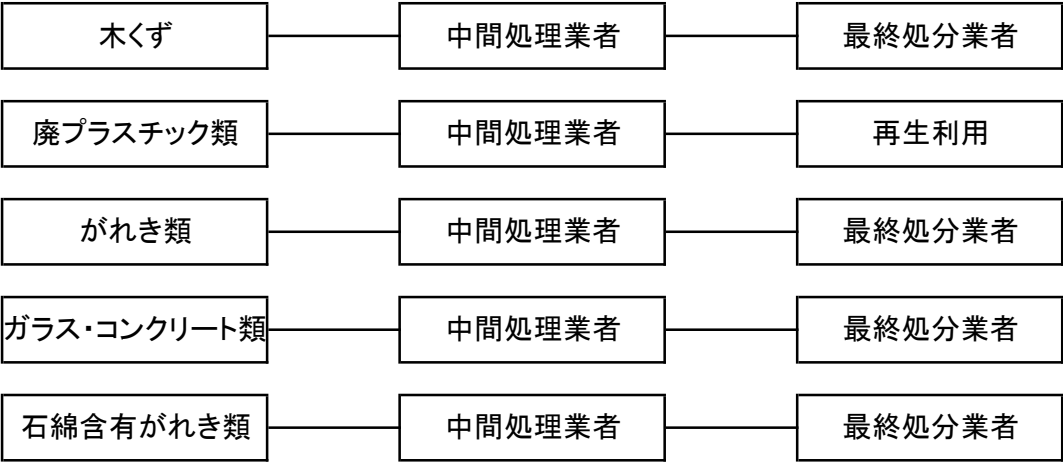 木くず 中間処理業者 最終処分業者
廃プラスチック類 中間処理業者 再生利用
がれき類 中間処理業者 最終処分業者
ガラス・コンクリート類 中間処理業者 最終処分業者
石綿含有がれき類 中間処理業者 最終処分業者